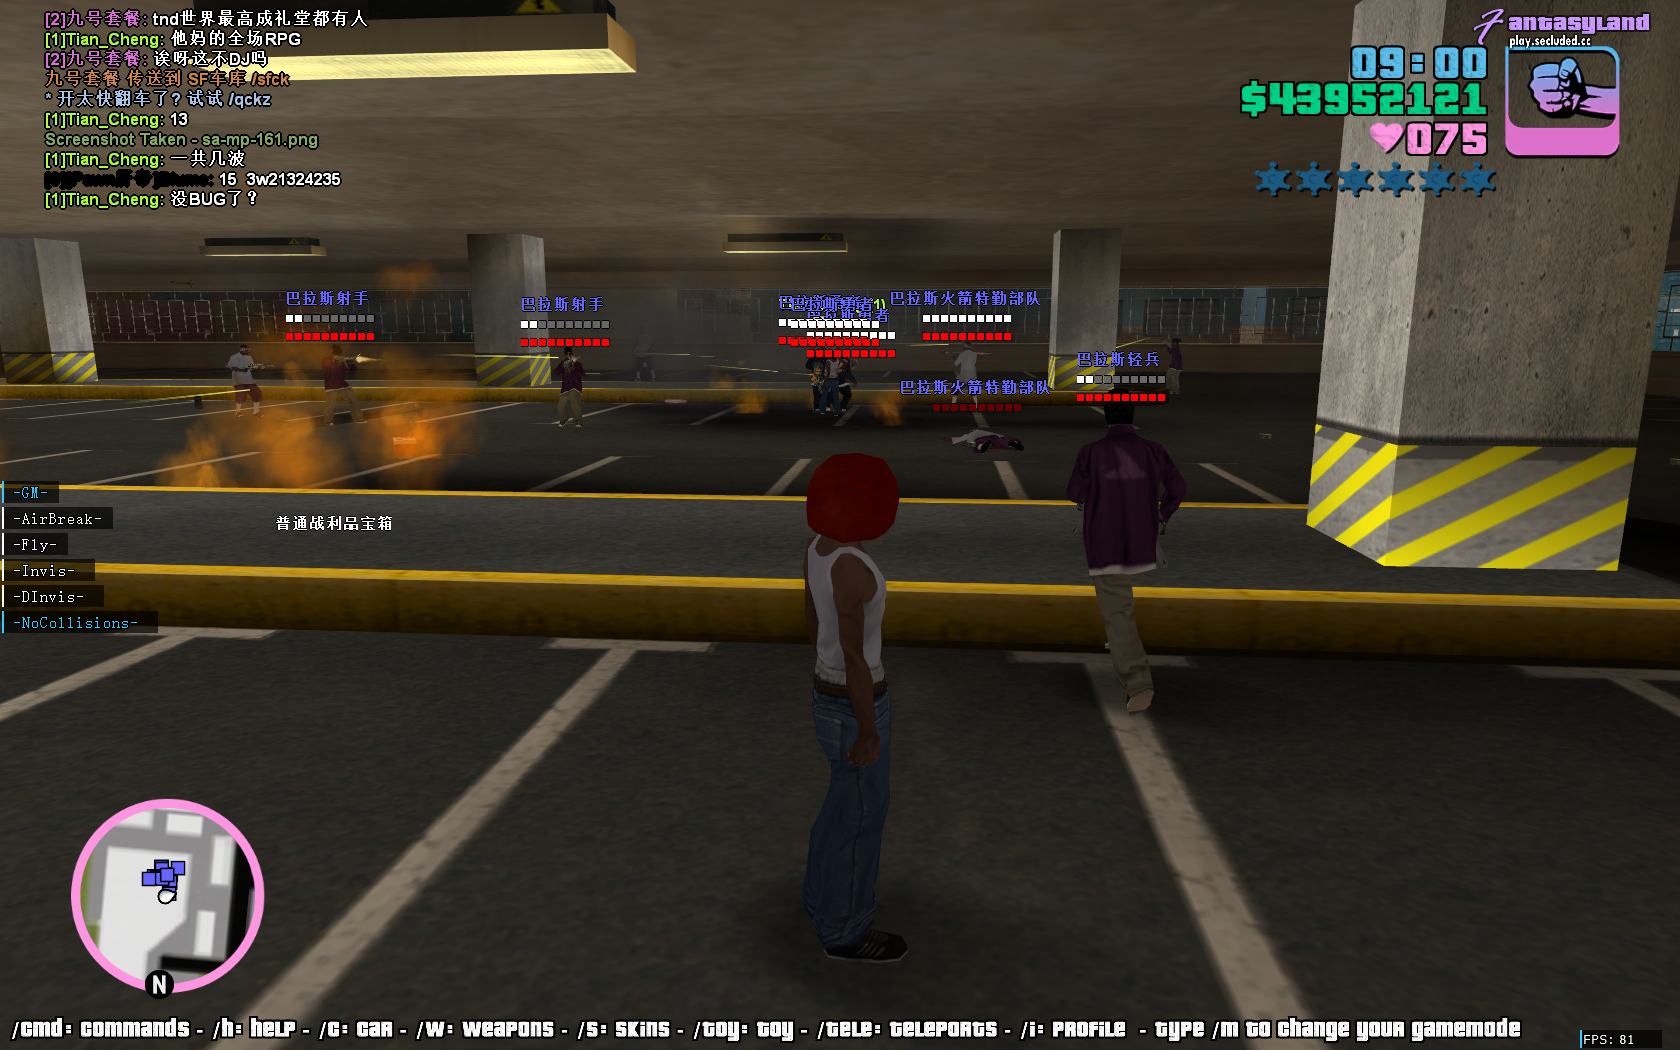 [2]九号套餐: tnd世界最高成礼堂都有人
[1]Tian_Cheng: 他妈的全场RPG
[2]九号套餐: 诶呀这不DJ吗
九号套餐 传送到 SF车库 /sfck
* 开太快翻车了? 试试 /qckz
[1]Tian_Cheng: 13
Screenshot Taken - sa-mp-161.png
[1]Tian_Cheng: 一共几波
15 3w21324235
[1]Tian_Cheng: 没BUG了？
Fantasyland
play.secluded.cc
09:00
$43952121
075
巴拉斯射手
巴拉斯射手
巴拉斯火箭特勤部队
巴拉斯火箭特勤部队
巴拉斯轻兵
-GM-
-AirBreak-
-Fly-
-Invis-
-DInvis-
-NoCollisions-
普通战利品宝箱
N
/cmd: commands - /h: help - /c: car - /w: weapons - /s: skins - /toy: toy - /tele: teleports - /i: profile - type /m to change your gamemode
FPS: 81